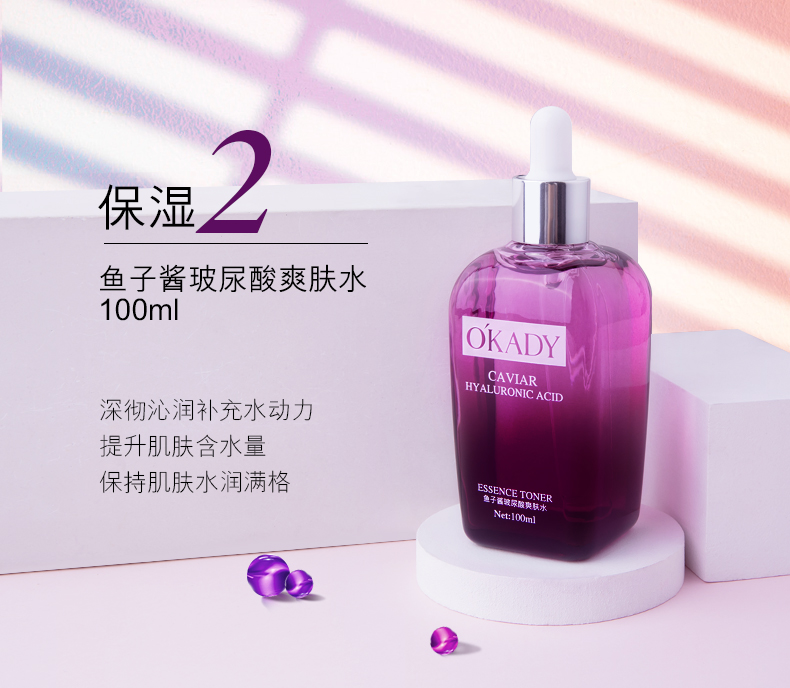 保湿2
鱼子酱玻尿酸爽肤水
100ml
深彻沁润补充水动力
提升肌肤含水量
保持肌肤水润满格
O'KADY
CAVIAR
HYALURONIC ACID
ESSENCE TONER
鱼子酱玻尿酸爽肤水
Net:100ml